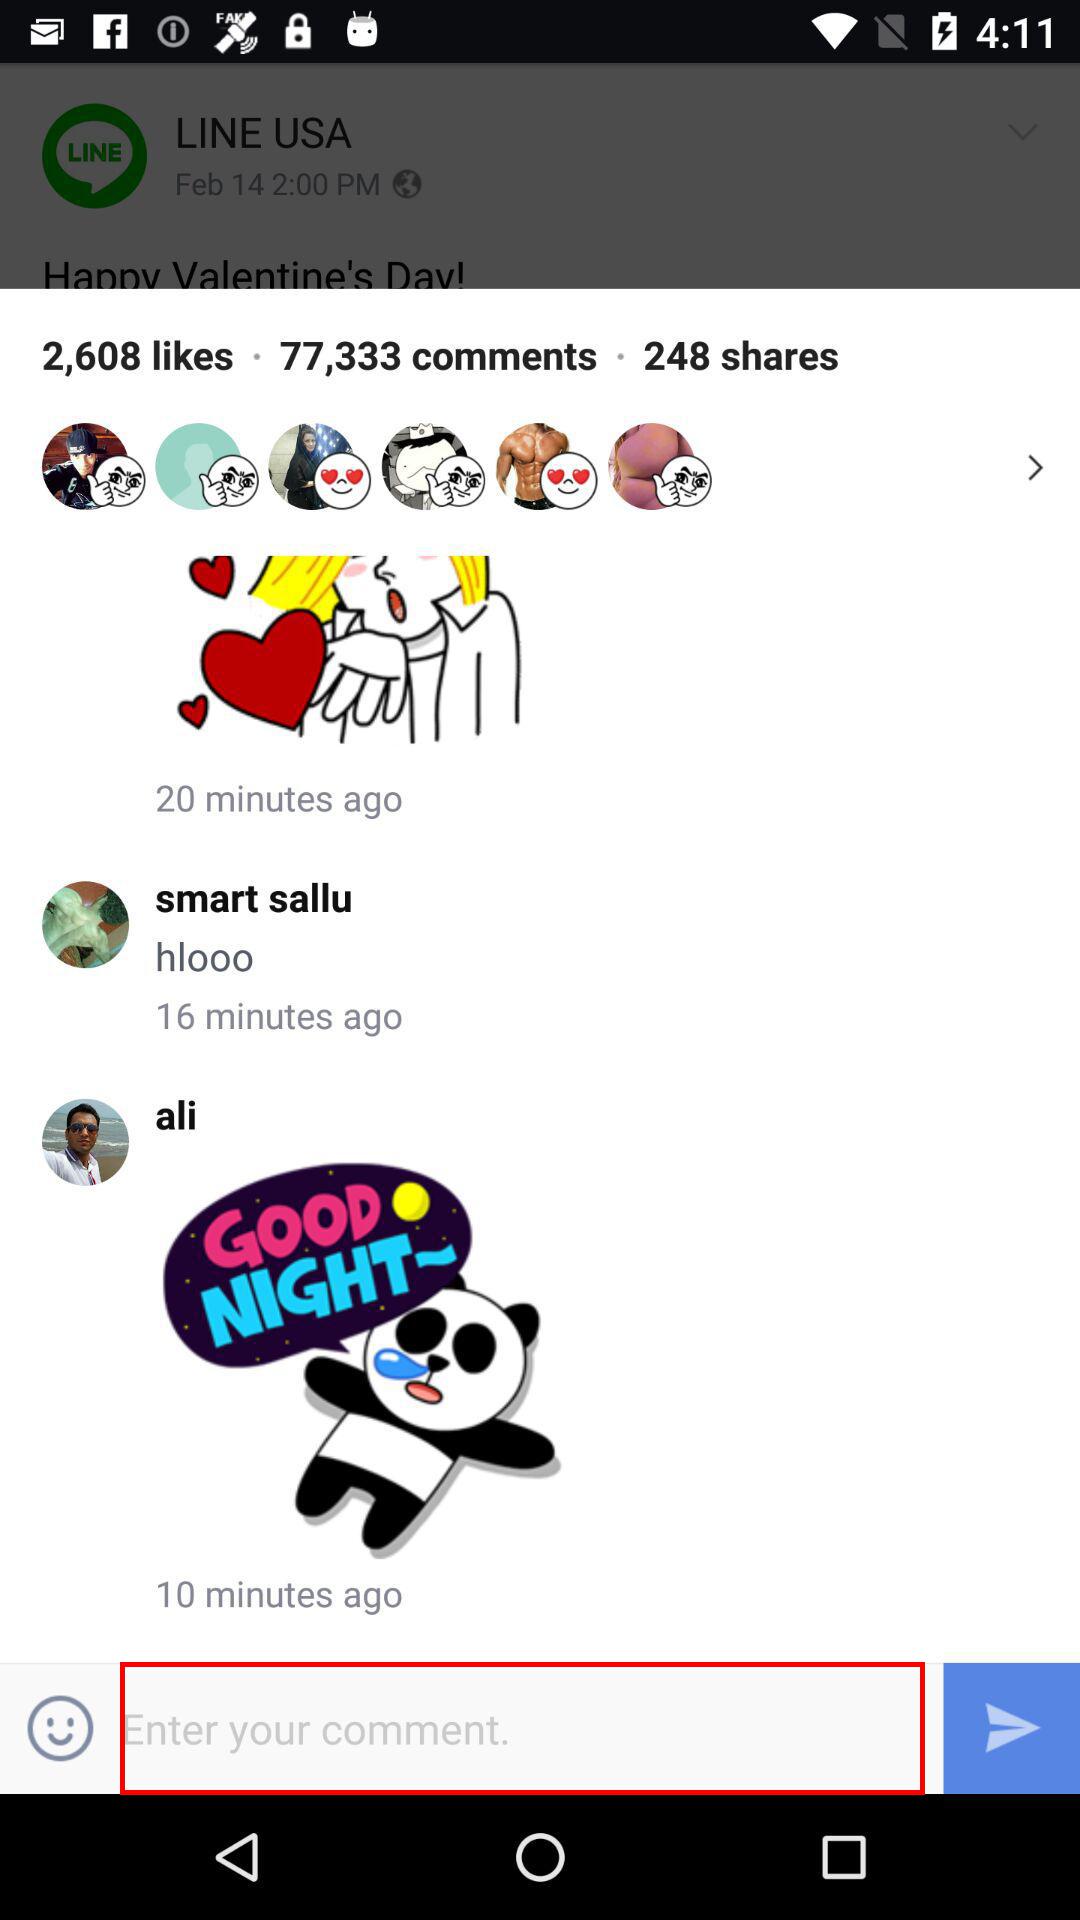 FAKE
4:11
LINE
LINE USA
Feb 14 2:00 PM
Happy Valentine's Day!
2,608 likes · 77,333 comments · 248 shares
20 minutes ago
smart sallu
hlooo
16 minutes ago
ali
GOOD
NIGHT~
10 minutes ago
Enter your comment.